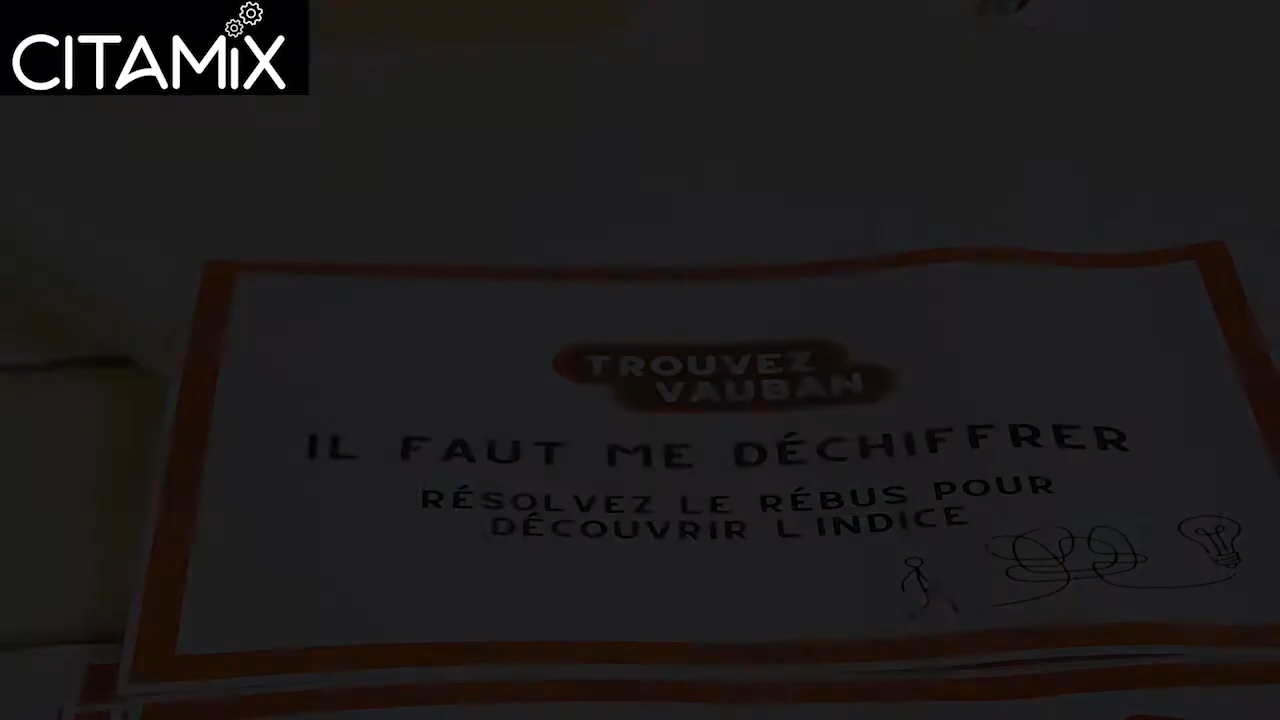 CITAMiX
TROUVEZ
VAUBAN
IL FAUT ME DÉCHIFFRER
RÉSOLVEZ LE RÉBUS POUR
DÉCOUVRIR L'INDICE